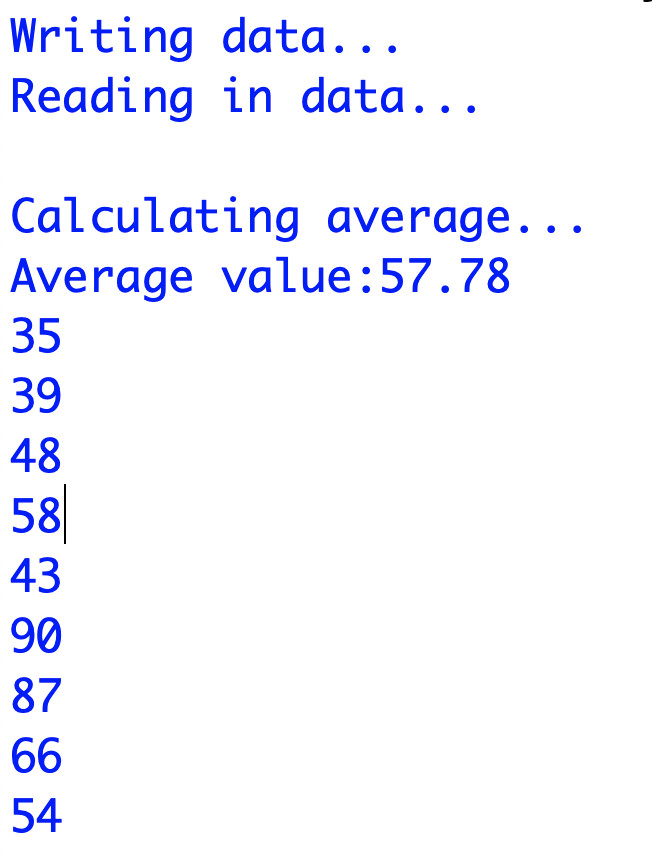 Writing data...
Reading in data...
Calculating average...
Average value:57.78
35
39
48
58
43
90
87
66
54